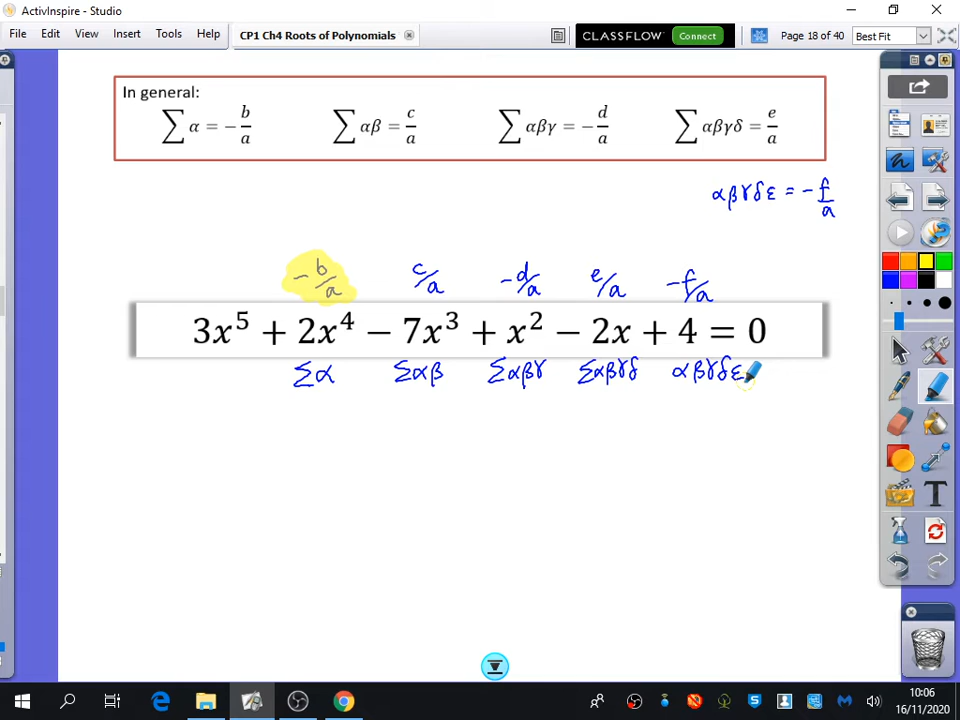 ActivInspire - Studio
File Edit View Insert Tools Help CP1 Ch4 Roots of Polynomials CLASSFLOW Connect Page 18 of 40 Best Fit
In general:
∑ α = − b/a ∑ αβ = c/a ∑ αβγ = − d/a ∑ αβγδ = e/a
αβγδε = − f/a
− b/a c/a − d/a e/a − f/a
3x⁵ + 2x⁴ − 7x³ + x² − 2x + 4 = 0
∑α ∑αβ ∑αβγ ∑αβγδ αβγδε
10:06
16/11/2020